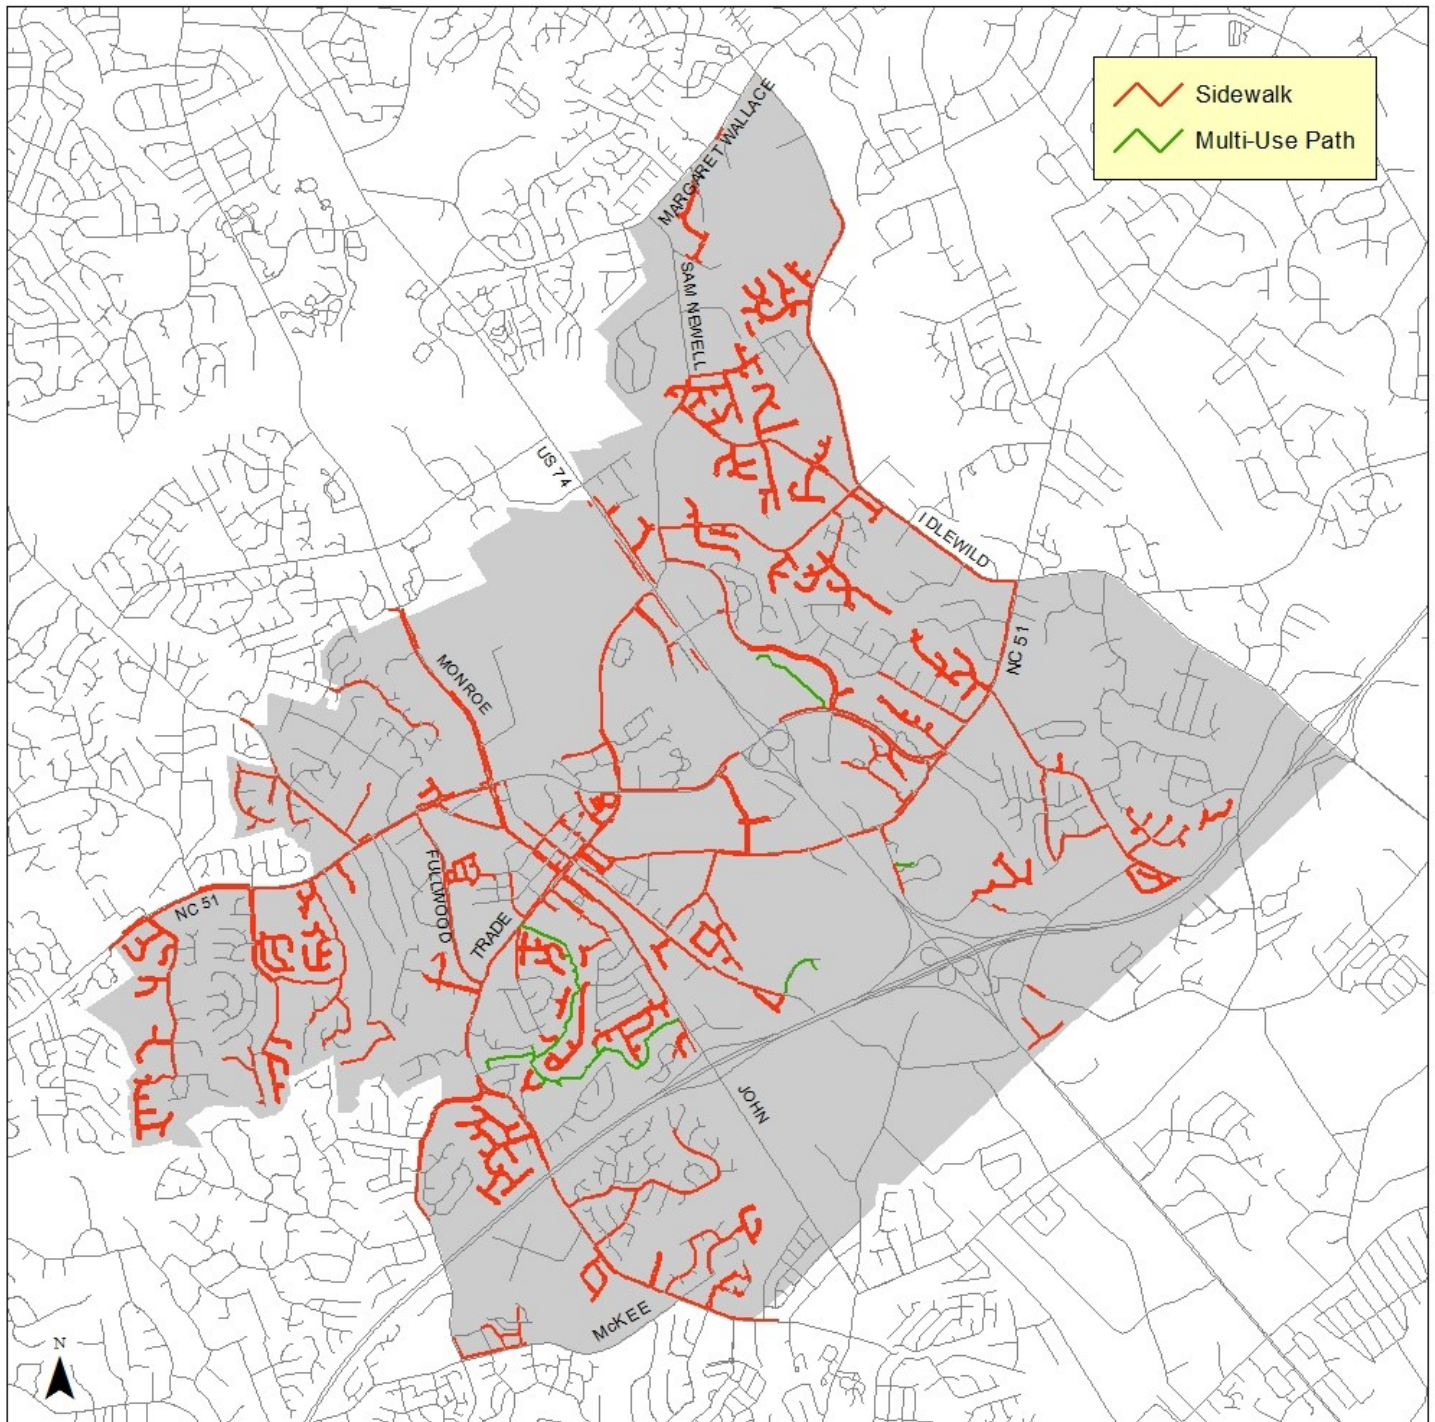 Sidewalk
Multi-Use Path
MARGARET WALLACE
SAM NEWELL
US 74
IDLEWILD
NC 51
MONROE
FULLWOOD
NC 51
TRADE
JOHN
McKEE
N